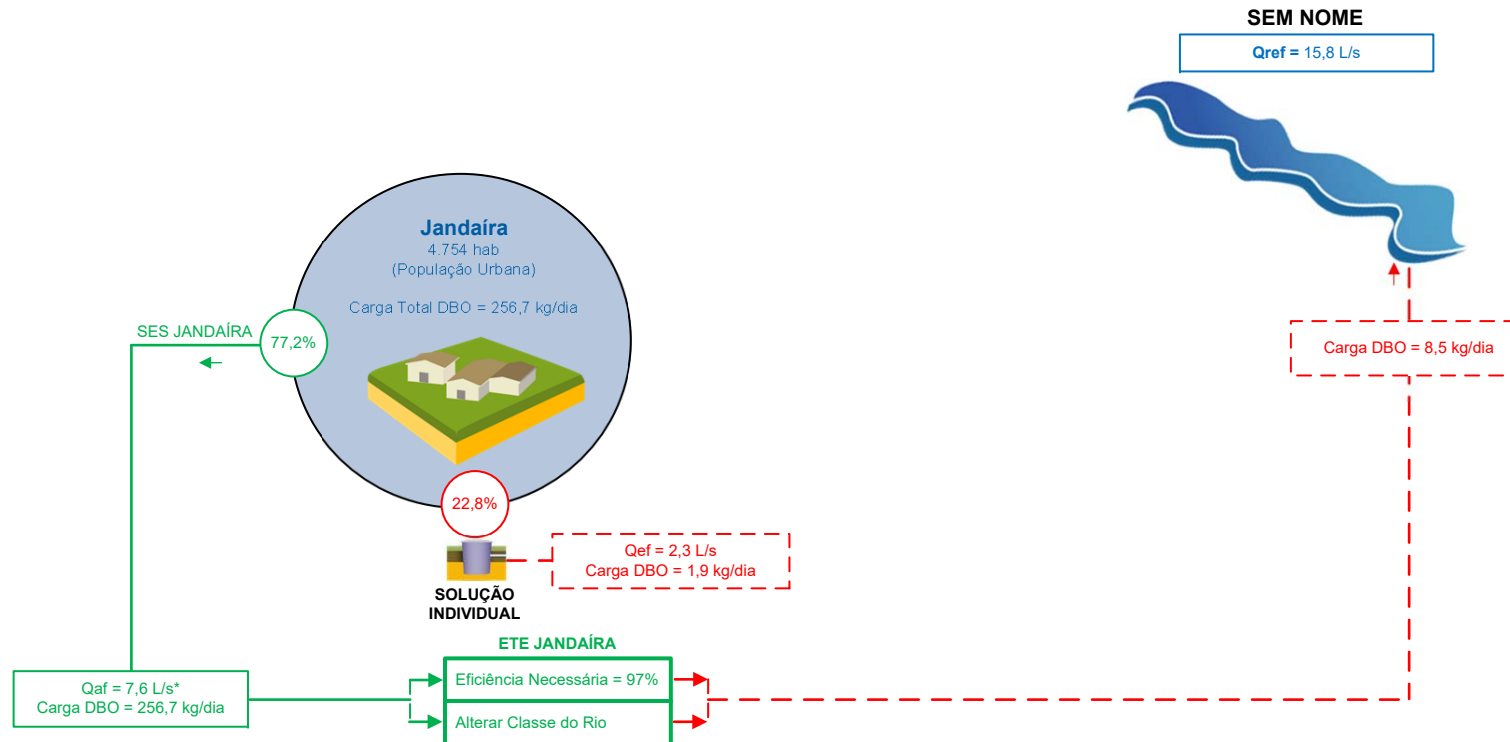 SEM NOME
Qref = 15,8 L/s
Jandaíra
4.754 hab
(População Urbana)
Carga Total DBO = 256,7 kg/dia
SES JANDAÍRA
77,2%
Carga DBO = 8,5 kg/dia
22,8%
Qef = 2,3 L/s
Carga DBO = 1,9 kg/dia
SOLUÇÃO
INDIVIDUAL
ETE JANDAÍRA
Qaf = 7,6 L/s*
Carga DBO = 256,7 kg/dia
Eficiência Necessária = 97%
Alterar Classe do Rio